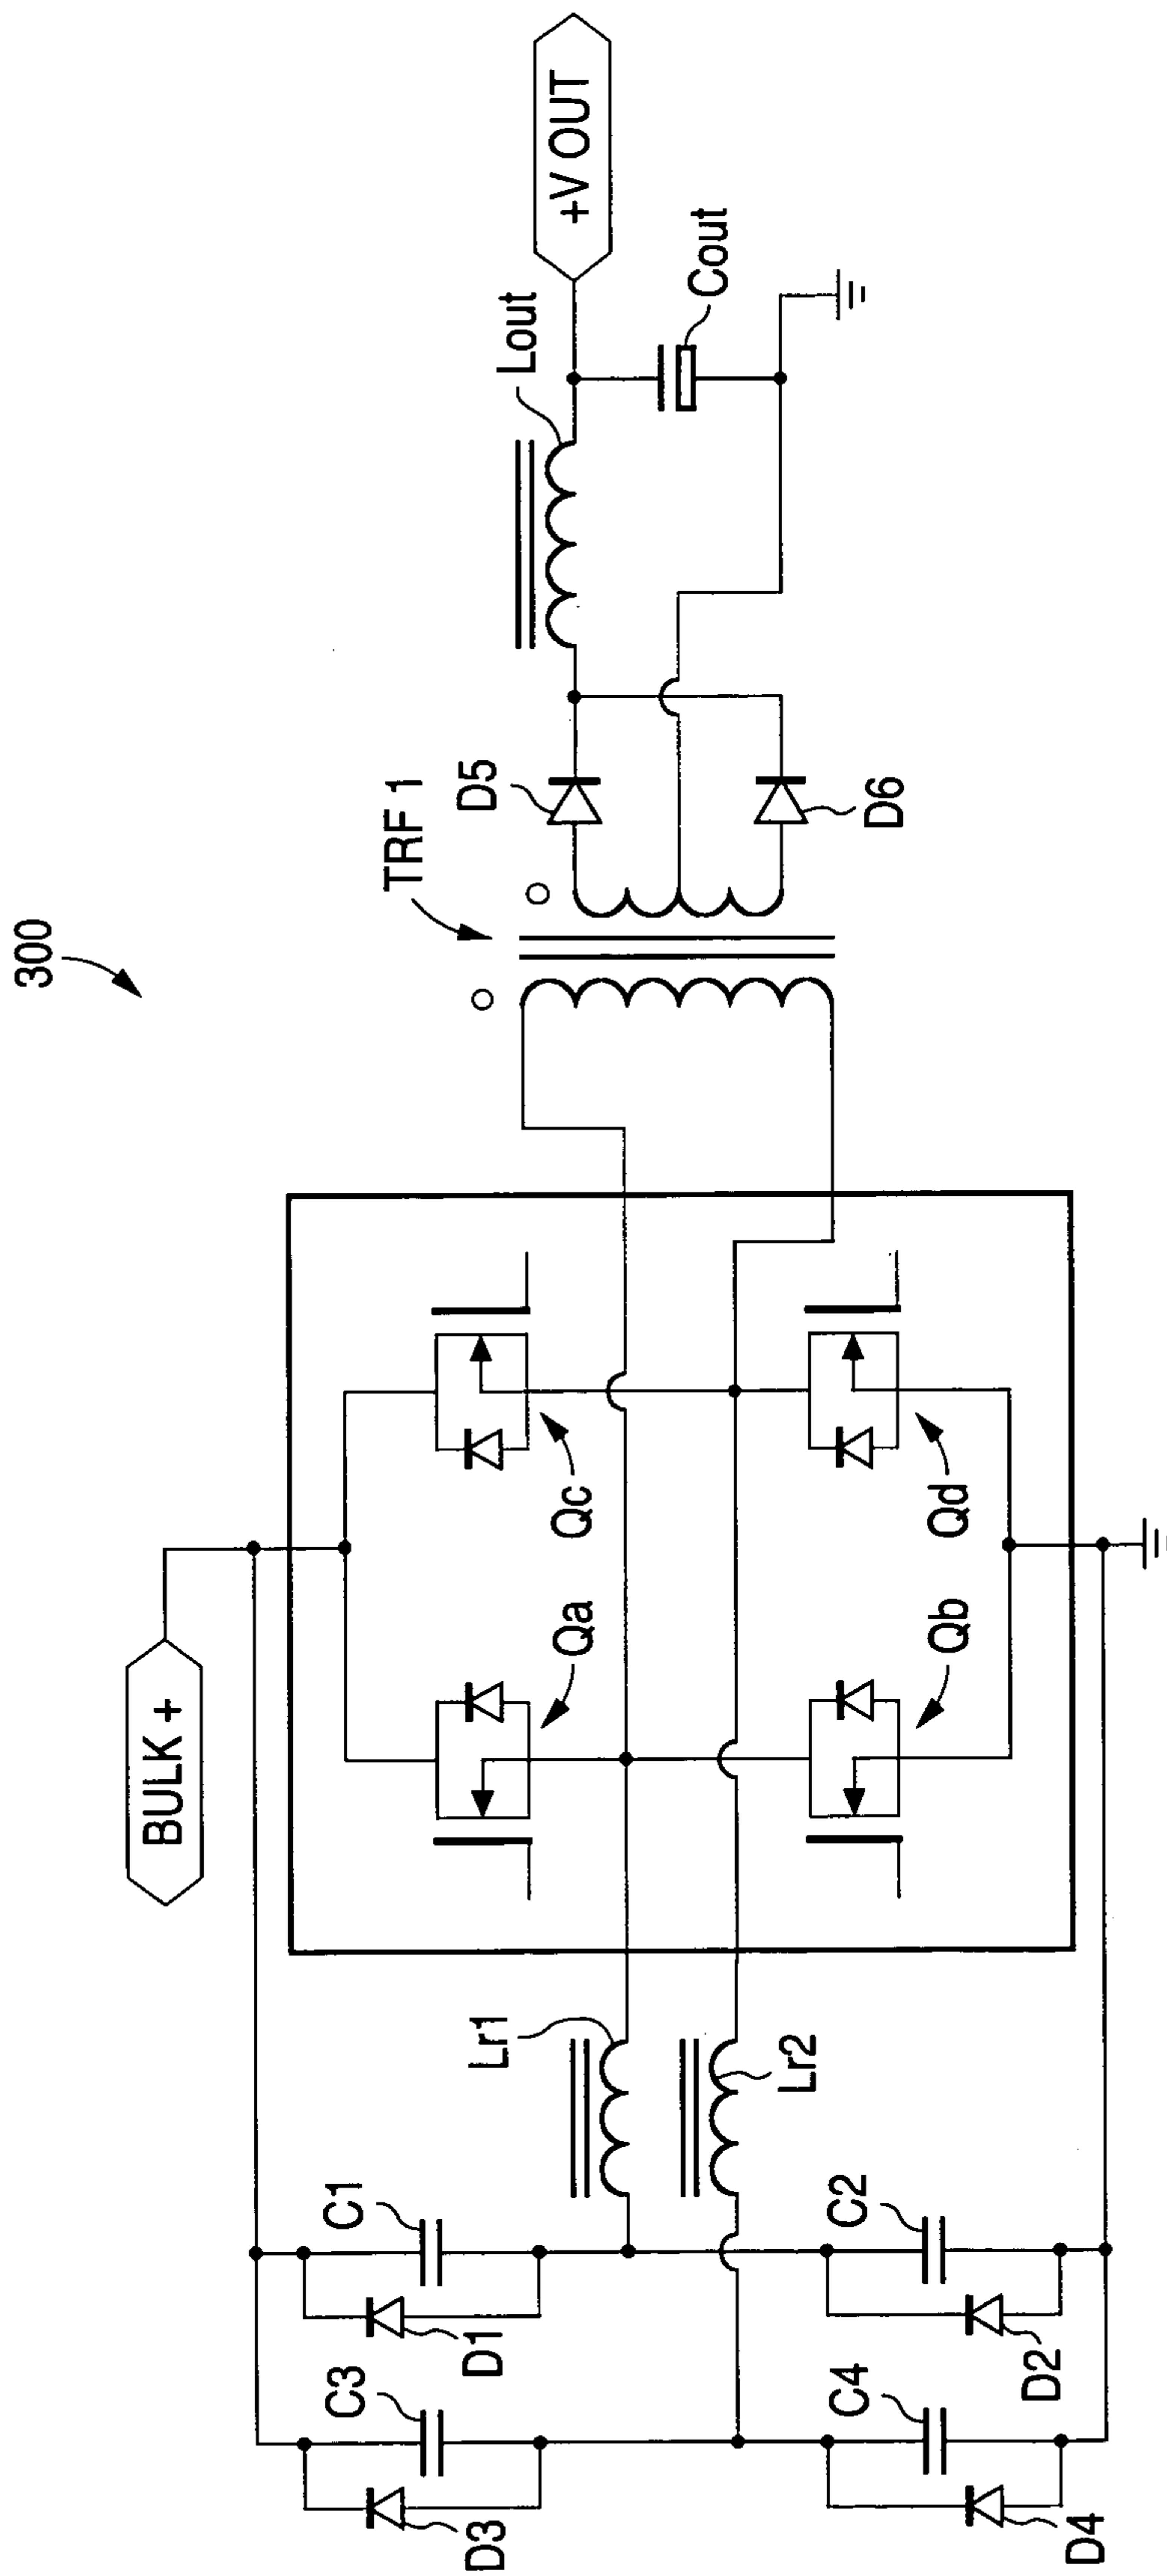 300
BULK +
TRF 1
Lout
+V OUT
D5
Cout
D6
Qa
Qc
Qb
Qd
Lr1
Lr2
C1
D1
C3
D3
C2
D2
C4
D4